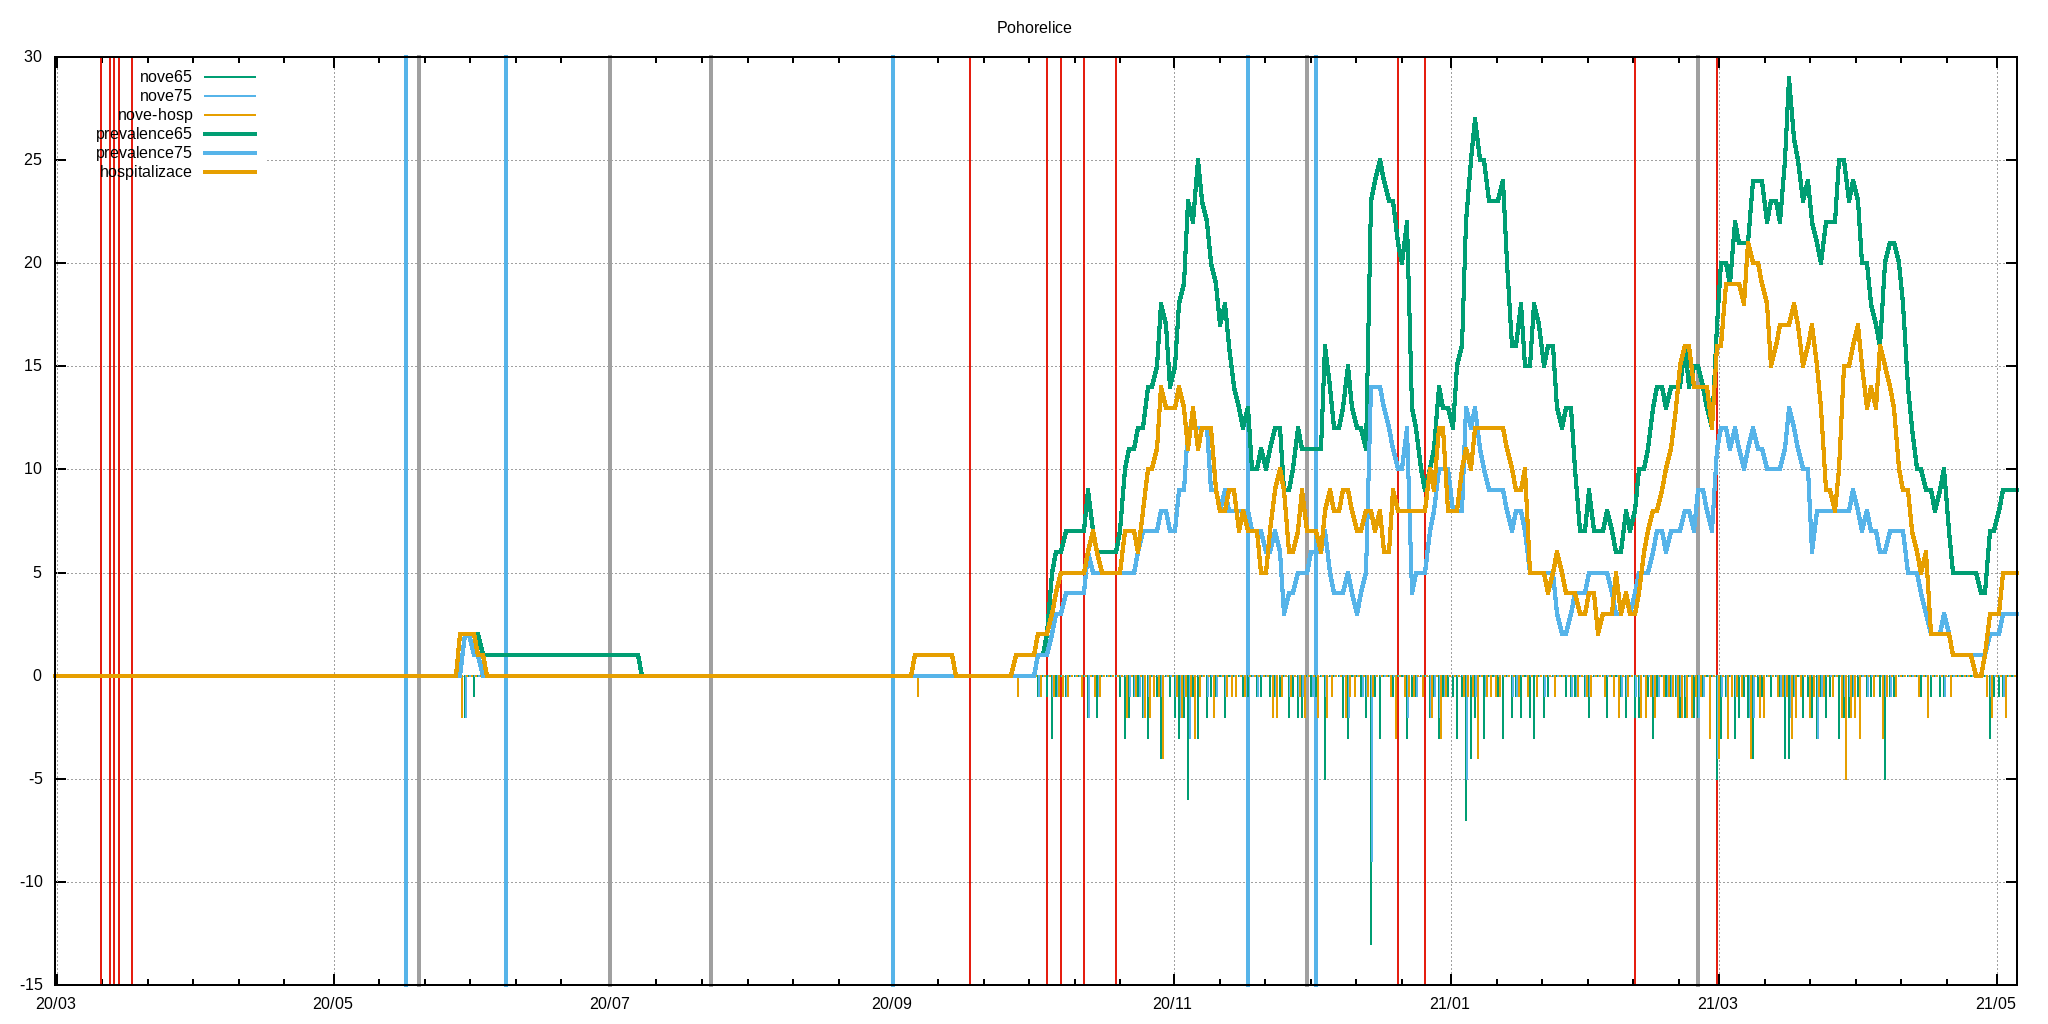 Pohorelice
30
nove65
nove75
nove-hosp
prevalence65
prevalence75
hospitalizace
25
20
15
10
5
0
-5
-10
-15
20/03 20/05 20/07 20/09 20/11 21/01 21/03 21/05